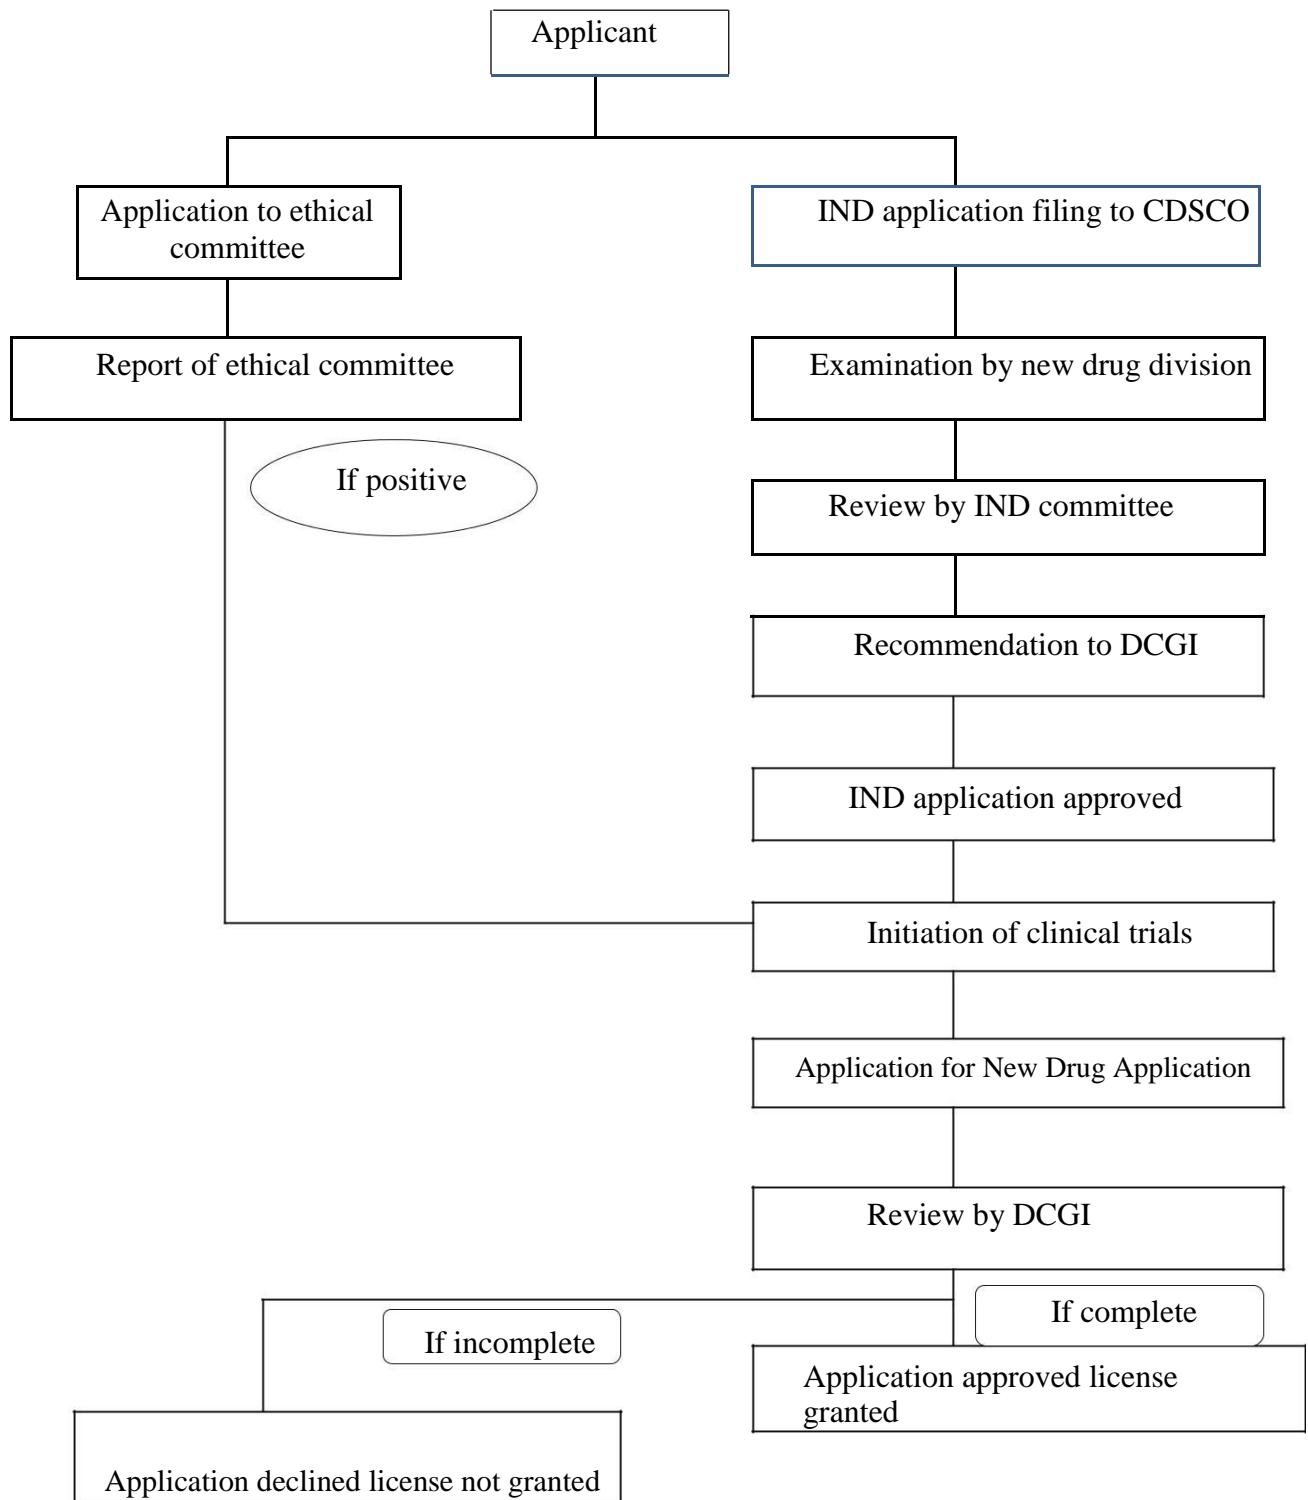 Applicant
Application to ethical
committee
IND application filing to CDSCO
Report of ethical committee
Examination by new drug division
If positive
Review by IND committee
Recommendation to DCGI
IND application approved
Initiation of clinical trials
Application for New Drug Application
Review by DCGI
If complete
If incomplete
Application approved license
granted
Application declined license not granted